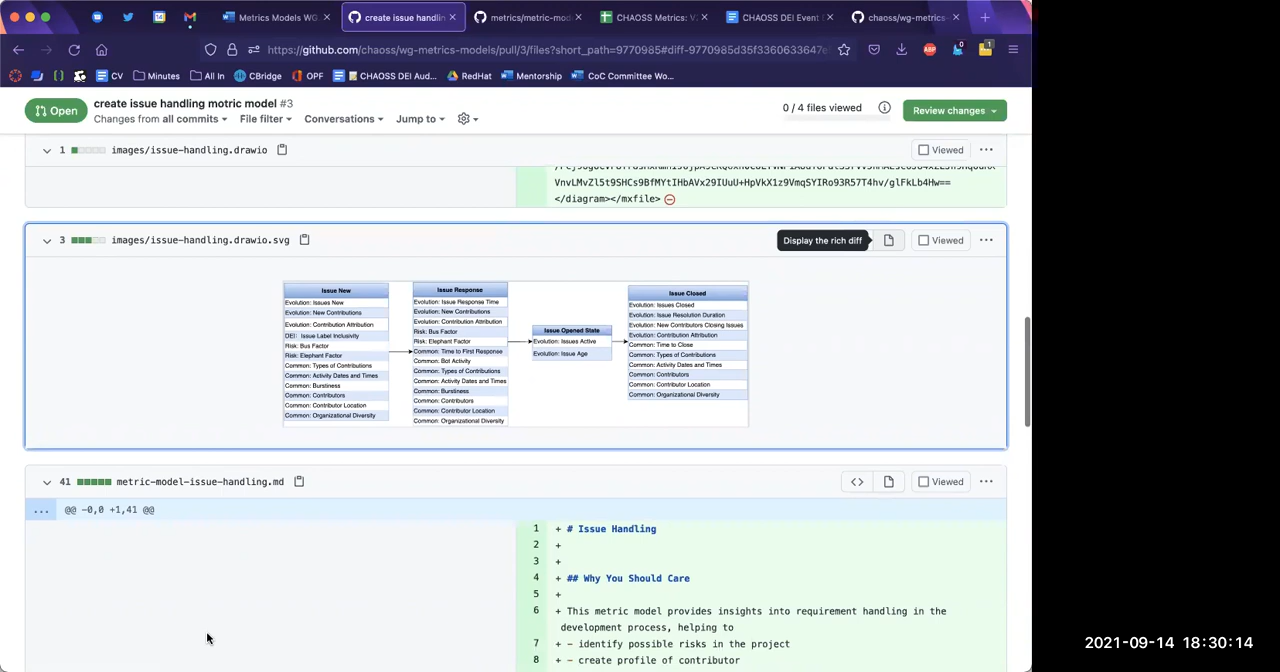 Metrics Models WG
create issue handlin
metrics/metric-mod
CHAOSS Metrics: V
CHAOSS DEI Event
chaoss/wg-metrics
https://github.com/chaoss/wg-metrics-models/pull/3/files?short_path=9770985#diff-9770985d35f3360633647e
CV
Minutes
All In
CBridge
OPF
CHAOSS DEI Aud...
RedHat
Mentorship
CoC Committee Wo...
Open
create issue handling motric model #3
Changes from all commits
File filter
Conversations
Jump to
0 / 4 files viewed
Review changes
1 images/issue-handling.drawio
Viewed
VnvLMvZl5t9SHCs9BfMYtIHbAVx29IUuU+HpVkX1z9VmqSYIRo93R57T4hv/glFkLb4Hw==
</diagram></mxfile>
3 images/issue-handling.drawio.svg
Display the rich diff
Viewed
Issue New
Evolution: Issues New
Evolution: New Contributions
Evolution: Contribution Attribution
DEI: Issue Label Inclusivity
Risk: Bus Factor
Risk: Elephant Factor
Common: Types of Contributions
Common: Activity Dates and Times
Common: Burstiness
Common: Contributors
Common: Contributor Location
Common: Organizational Diversity
Issue Response
Evolution: Issue Response Time
Evolution: New Contributions
Evolution: Contribution Attribution
Risk: Bus Factor
Risk: Elephant Factor
Common: Time to First Response
Common: Bot Activity
Common: Types of Contributions
Common: Activity Dates and Times
Common: Burstiness
Common: Contributors
Common: Contributor Location
Common: Organizational Diversity
Issue Opened State
Evolution: Issues Active
Evolution: Issue Age
Issue Closed
Evolution: Issues Closed
Evolution: Issue Resolution Duration
Evolution: New Contributors Closing Issues
Evolution: Contribution Attribution
Common: Time to Close
Common: Types of Contributions
Common: Activity Dates and Times
Common: Contributors
Common: Contributor Location
Common: Organizational Diversity
41 metric-model-issue-handling.md
Viewed
... @@ -0,0 +1,41 @@
1 + # Issue Handling
2 +
3 +
4 + ## Why You Should Care
5 +
6 + This metric model provides insights into requirement handling in the
development process, helping to
7 + - identify possible risks in the project
8 + - create profile of contributor
2021-09-14 18:30:14